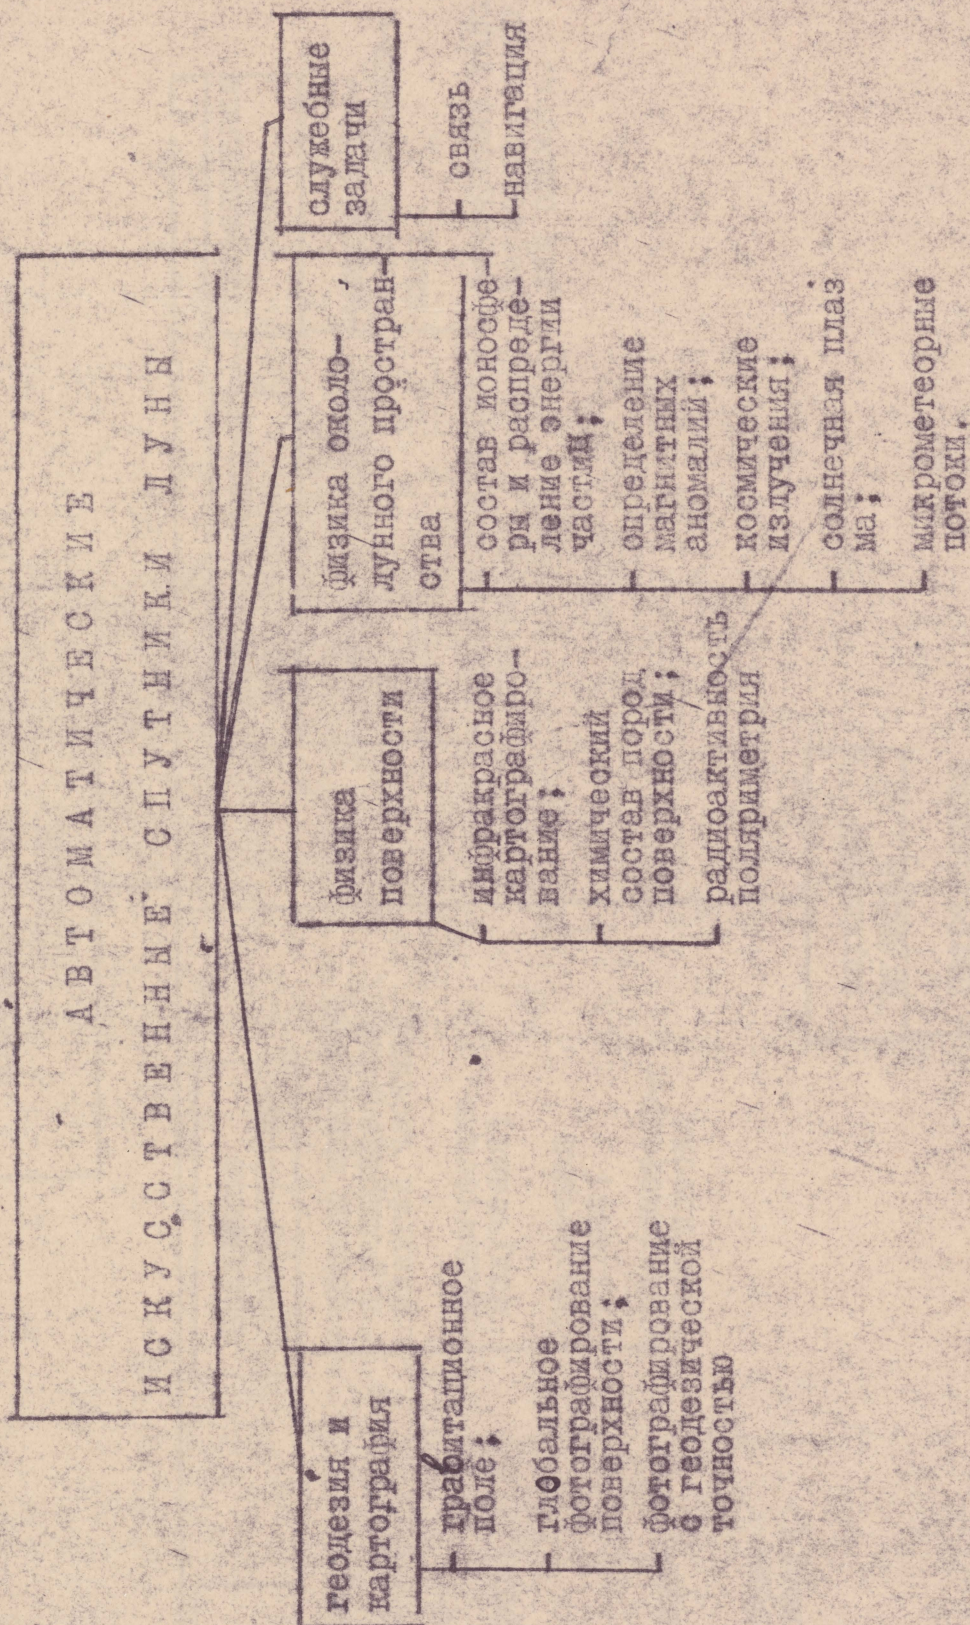 АВТОМАТИЧЕСКИЕ
ИСКУССТВЕННЫЕ СПУТНИКИ ЛУНЫ
геодезия и
картография
гравитационное
поле;
глобальное
фотографирование
поверхности;
фотографирование
с геодезической
точностью
физика
поверхности
инфракрасное
картографиро-
вание;
химический
состав пород
поверхности;
радиоактивность
поляриметрия
физика около-
лунного простран-
ства
состав ионосфе-
ры и распреде-
ление энергии
частиц;
определение
магнитных
аномалий;
космические
излучения;
солнечная плаз
ма;
микрометеорные
потоки.
служебные
задачи
связь
навигация